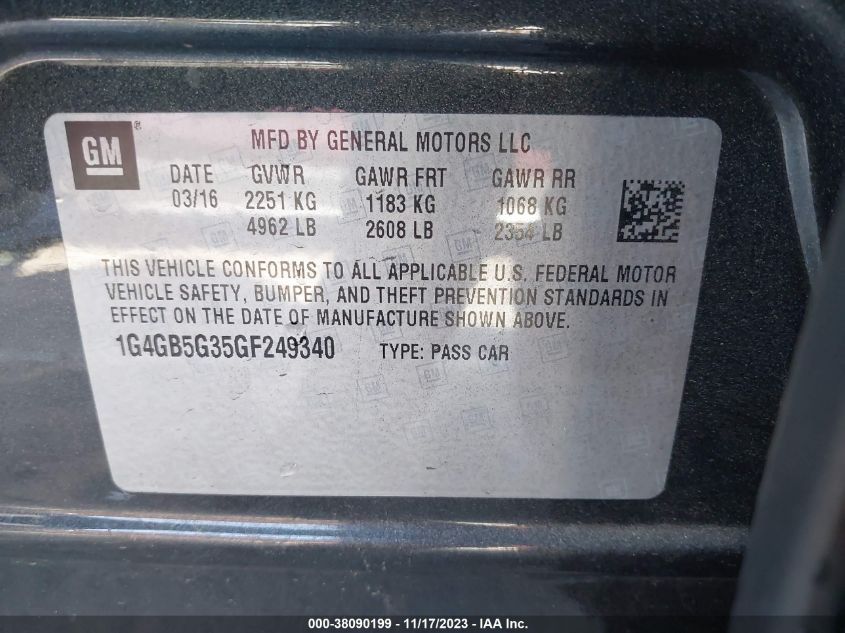 GM ®
MFD BY GENERAL MOTORS LLC
DATE GVWR GAWR FRT GAWR RR
03/16 2251 KG 1183 KG 1068 KG
4962 LB 2608 LB 2354 LB
THIS VEHICLE CONFORMS TO ALL APPLICABLE U.S. FEDERAL MOTOR
VEHICLE SAFETY, BUMPER, AND THEFT PREVENTION STANDARDS IN
EFFECT ON THE DATE OF MANUFACTURE SHOWN ABOVE.
1G4GB5G35GF249340 TYPE: PASS CAR
000-38090199 - 11/17/2023 - IAA Inc.